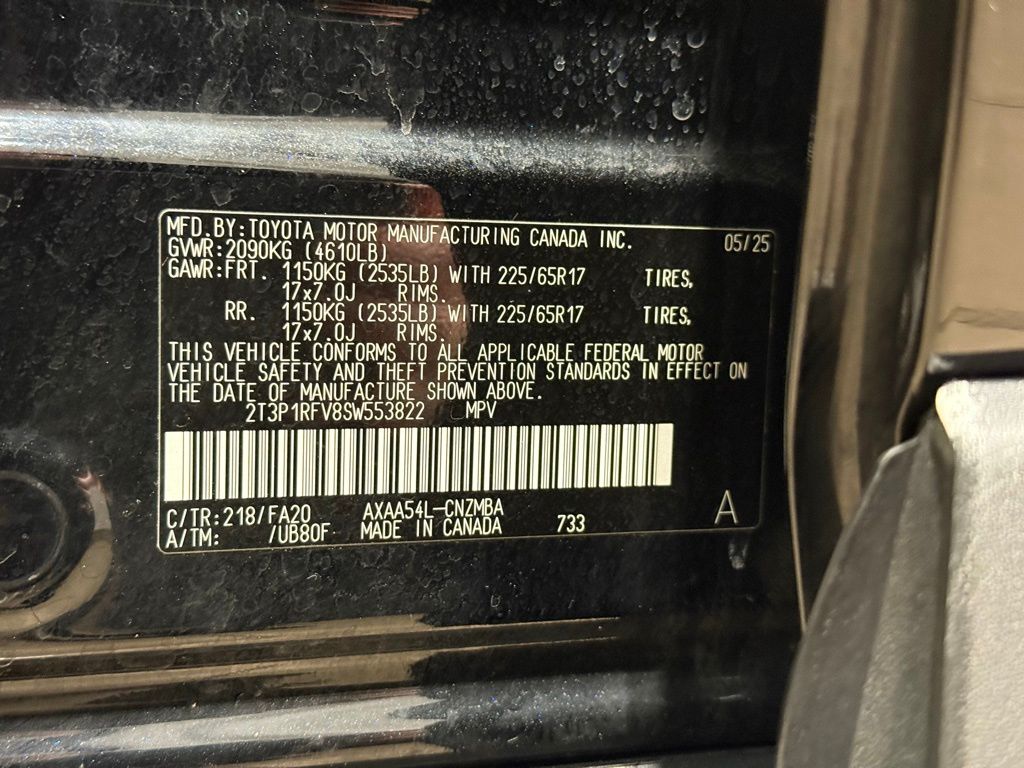 MFD.BY:TOYOTA MOTOR MANUFACTURING CANADA INC. 05/25
GVWR:2090KG (4610LB)
GAWR:FRT. 1150KG (2535LB) WITH 225/65R17 TIRES,
17x7.0J RIMS.
RR. 1150KG (2535LB) WITH 225/65R17 TIRES,
17x7.0J RIMS.
THIS VEHICLE CONFORMS TO ALL APPLICABLE FEDERAL MOTOR
VEHICLE SAFETY AND THEFT PREVENTION STANDARDS IN EFFECT ON
THE DATE OF MANUFACTURE SHOWN ABOVE.
2T3P1RFV8SW553822 MPV
C/TR:218/FA20 AXAA54L-CNZMBA
A/TM: /UB80F MADE IN CANADA 733 A